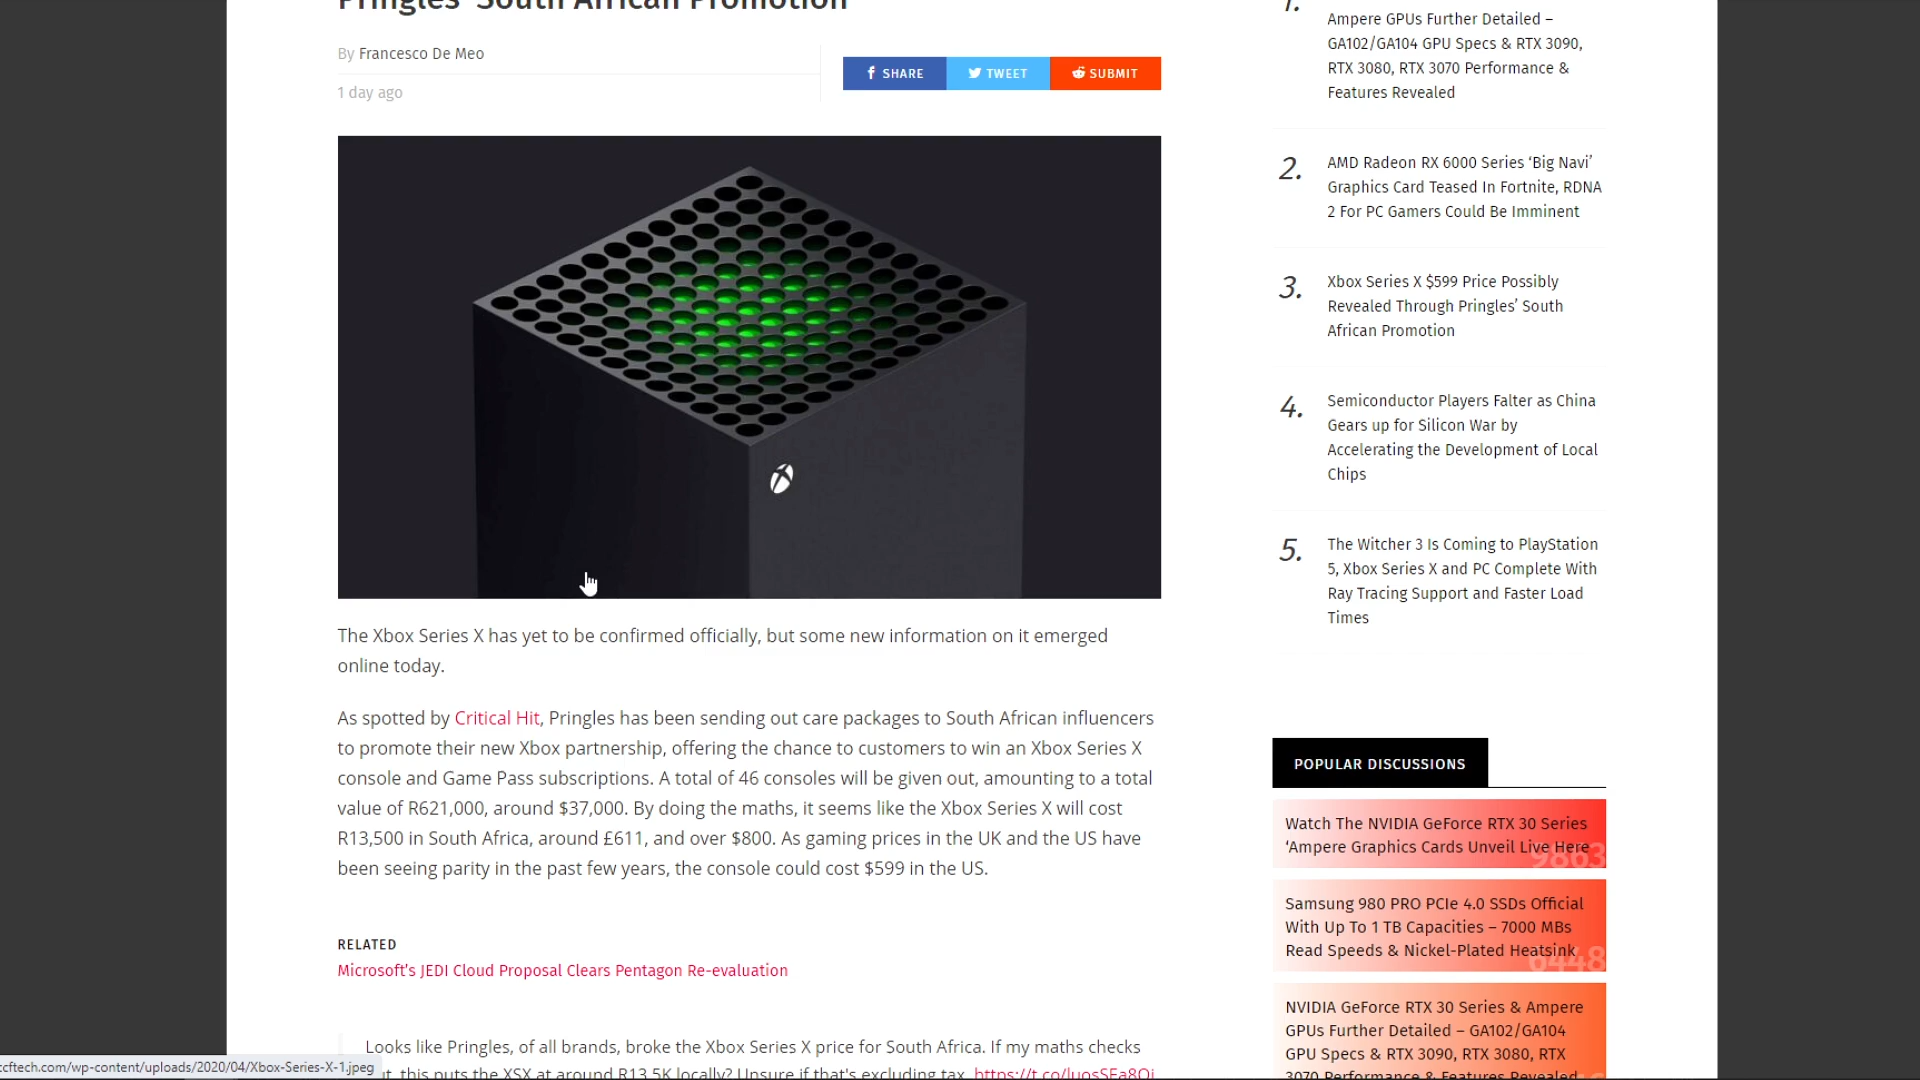 Pringles' South African Promotion
By Francesco De Meo
1 day ago
SHARE
TWEET
SUBMIT
The Xbox Series X has yet to be confirmed officially, but some new information on it emerged
online today.
As spotted by Critical Hit, Pringles has been sending out care packages to South African influencers
to promote their new Xbox partnership, offering the chance to customers to win an Xbox Series X
console and Game Pass subscriptions. A total of 46 consoles will be given out, amounting to a total
value of R621,000, around $37,000. By doing the maths, it seems like the Xbox Series X will cost
R13,500 in South Africa, around £611, and over $800. As gaming prices in the UK and the US have
been seeing parity in the past few years, the console could cost $599 in the US.
RELATED
Microsoft's JEDI Cloud Proposal Clears Pentagon Re-evaluation
Looks like Pringles, of all brands, broke the Xbox Series X price for South Africa. If my maths checks
this puts the XSX at around R13.5K locally? Unsure if that's excluding tax.
cftech.com/wp-content/uploads/2020/04/Xbox-Series-X-1.jpeg
1.
Ampere GPUs Further Detailed –
GA102/GA104 GPU Specs & RTX 3090,
RTX 3080, RTX 3070 Performance &
Features Revealed
2.
AMD Radeon RX 6000 Series ‘Big Navi’
Graphics Card Teased In Fortnite, RDNA
2 For PC Gamers Could Be Imminent
3.
Xbox Series X $599 Price Possibly
Revealed Through Pringles’ South
African Promotion
4.
Semiconductor Players Falter as China
Gears up for Silicon War by
Accelerating the Development of Local
Chips
5.
The Witcher 3 Is Coming to PlayStation
5, Xbox Series X and PC Complete With
Ray Tracing Support and Faster Load
Times
POPULAR DISCUSSIONS
Watch The NVIDIA GeForce RTX 30 Series
‘Ampere Graphics Cards Unveil Live Here
9863
Samsung 980 PRO PCIe 4.0 SSDs Official
With Up To 1 TB Capacities – 7000 MBs
Read Speeds & Nickel-Plated Heatsink
6448
NVIDIA GeForce RTX 30 Series & Ampere
GPUs Further Detailed – GA102/GA104
GPU Specs & RTX 3090, RTX 3080, RTX
3070 Performance & Features Revealed